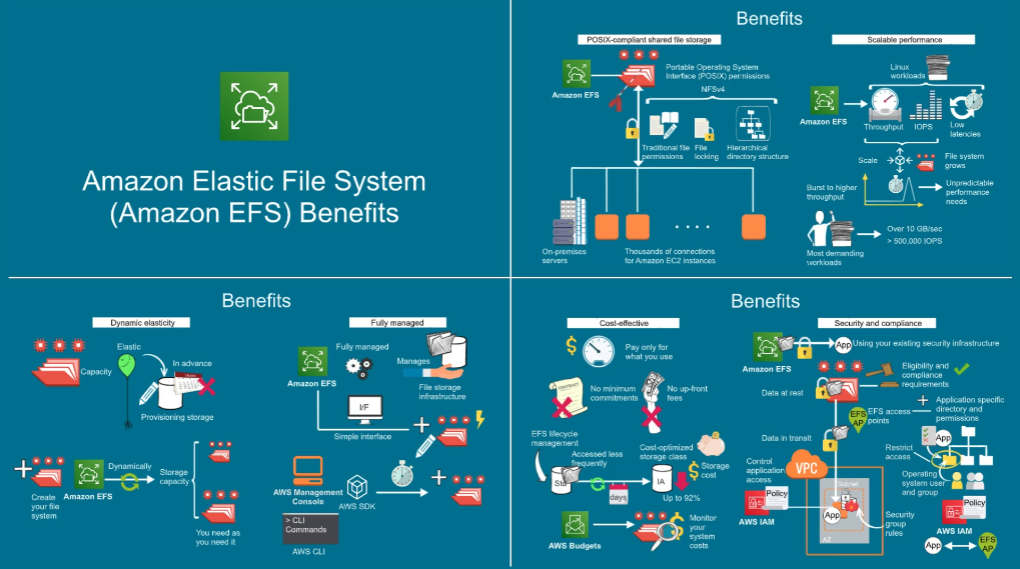 Amazon Elastic File System
(Amazon EFS) Benefits
Benefits
POSIX-compliant shared file storage
Amazon EFS
Portable Operating System
Interface (POSIX) permissions
NFSv4
Traditional file
permissions
File
locking
Hierarchical
directory structure
On-premises
servers
Thousands of connections
for Amazon EC2 instances
Scalable performance
Linux
workloads
Amazon EFS
Throughput
IOPS
Low
latencies
Scale
File system
grows
Burst to higher
throughput
Unpredictable
performance
needs
Most demanding
workloads
Over 10 GB/sec
> 500,000 IOPS
Benefits
Dynamic elasticity
Capacity
Elastic
In advance
Provisioning storage
Create
your file
system
Amazon EFS
Dynamically
Storage
capacity
You need as
you need it
Fully managed
Fully managed
Amazon EFS
Manages
File storage
infrastructure
I/F
Simple interface
AWS Management
Console
AWS SDK
> CLI
Commands
AWS CLI
Benefits
Cost-effective
$
Pay only for
what you use
No minimum
commitments
No up-front
fees
EFS lifecycle
management
Accessed less
frequently
Std
days
Cost-optimized
storage class
IA
$
Storage
cost
Up to 92%
AWS Budgets
$
Monitor
your
system
costs
Security and compliance
Amazon EFS
App
Using your existing security infrastructure
Data at rest
Eligibility and
compliance
requirements
EFS
AP
EFS access
points
Application specific
directory and
permissions
Data in transit
Restrict
access
App
Operating
system user
and group
Control
application
access
VPC
Subnet
Policy
AWS IAM
App
AZ
Security
group
rules
Policy
AWS IAM
App
EFS
AP